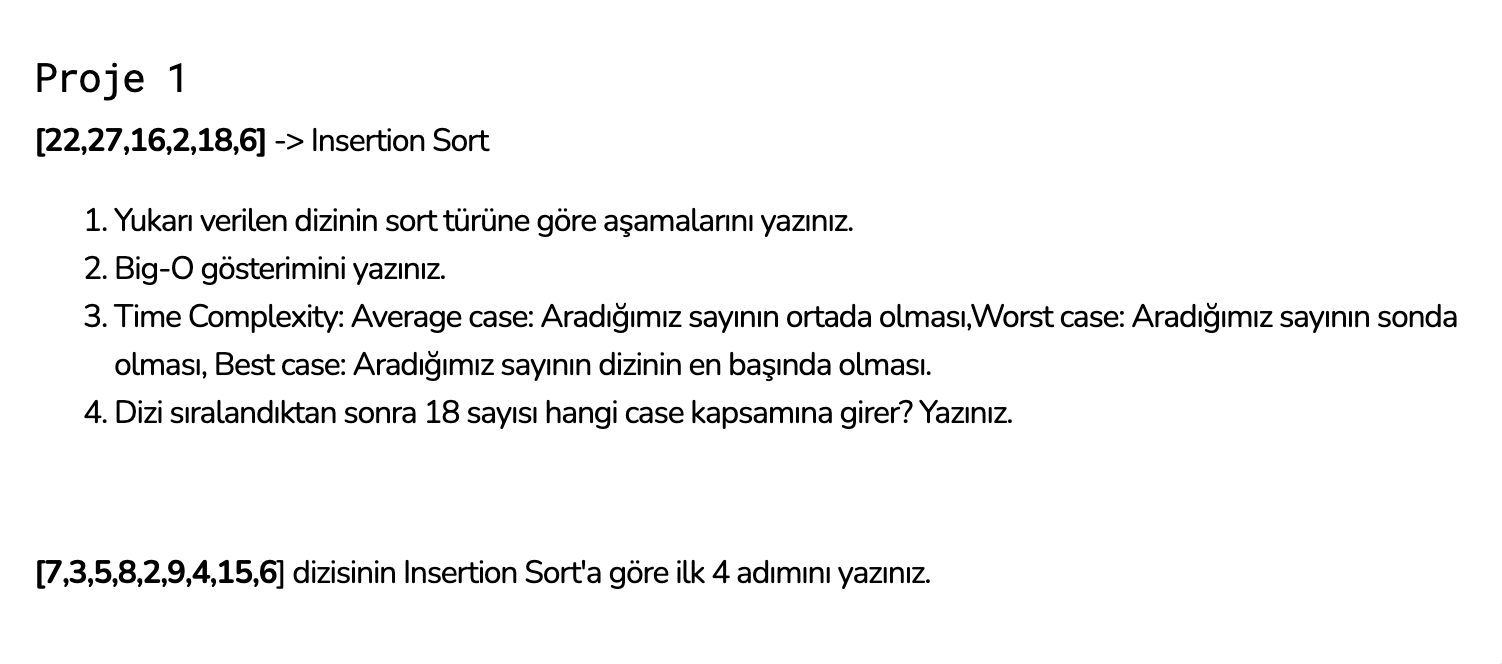 Proje 1
[22,27,16,2,18,6] -> Insertion Sort
1. Yukarı verilen dizinin sort türüne göre aşamalarını yazınız.
2. Big-O gösterimini yazınız.
3. Time Complexity: Average case: Aradığımız sayının ortada olması,Worst case: Aradığımız sayının sonda
olması, Best case: Aradığımız sayının dizinin en başında olması.
4. Dizi sıralandıktan sonra 18 sayısı hangi case kapsamına girer? Yazınız.
[7,3,5,8,2,9,4,15,6] dizisinin Insertion Sort'a göre ilk 4 adımını yazınız.